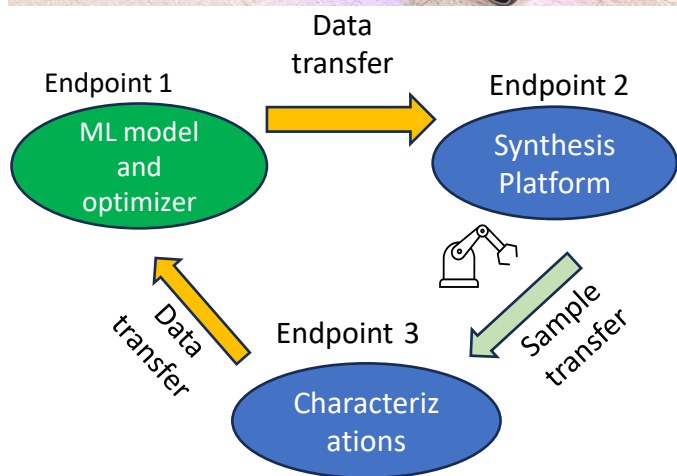 Data
transfer
Endpoint 1
Endpoint 2
ML model
and
optimizer
Synthesis
Platform
Sample
transfer
Endpoint 3
Data
transfer
Characteriz
ations